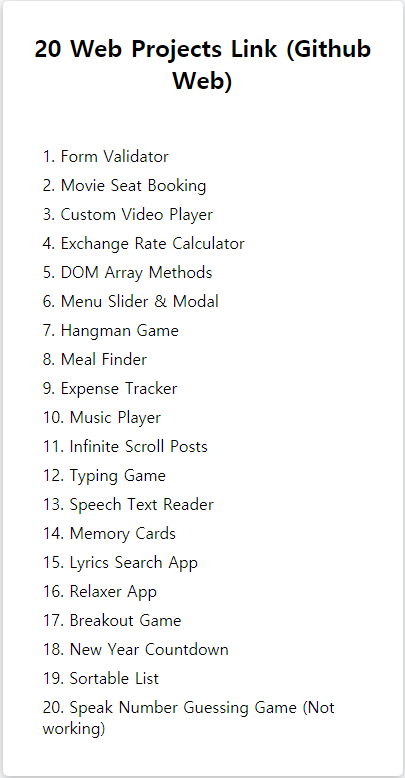 20 Web Projects Link (Github
Web)
1. Form Validator
2. Movie Seat Booking
3. Custom Video Player
4. Exchange Rate Calculator
5. DOM Array Methods
6. Menu Slider & Modal
7. Hangman Game
8. Meal Finder
9. Expense Tracker
10. Music Player
11. Infinite Scroll Posts
12. Typing Game
13. Speech Text Reader
14. Memory Cards
15. Lyrics Search App
16. Relaxer App
17. Breakout Game
18. New Year Countdown
19. Sortable List
20. Speak Number Guessing Game (Not
working)